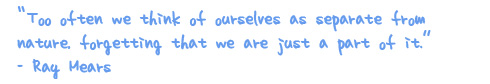 “Too often we think of ourselves as separate from
nature, forgetting that we are just a part of it.”
- Ray Mears